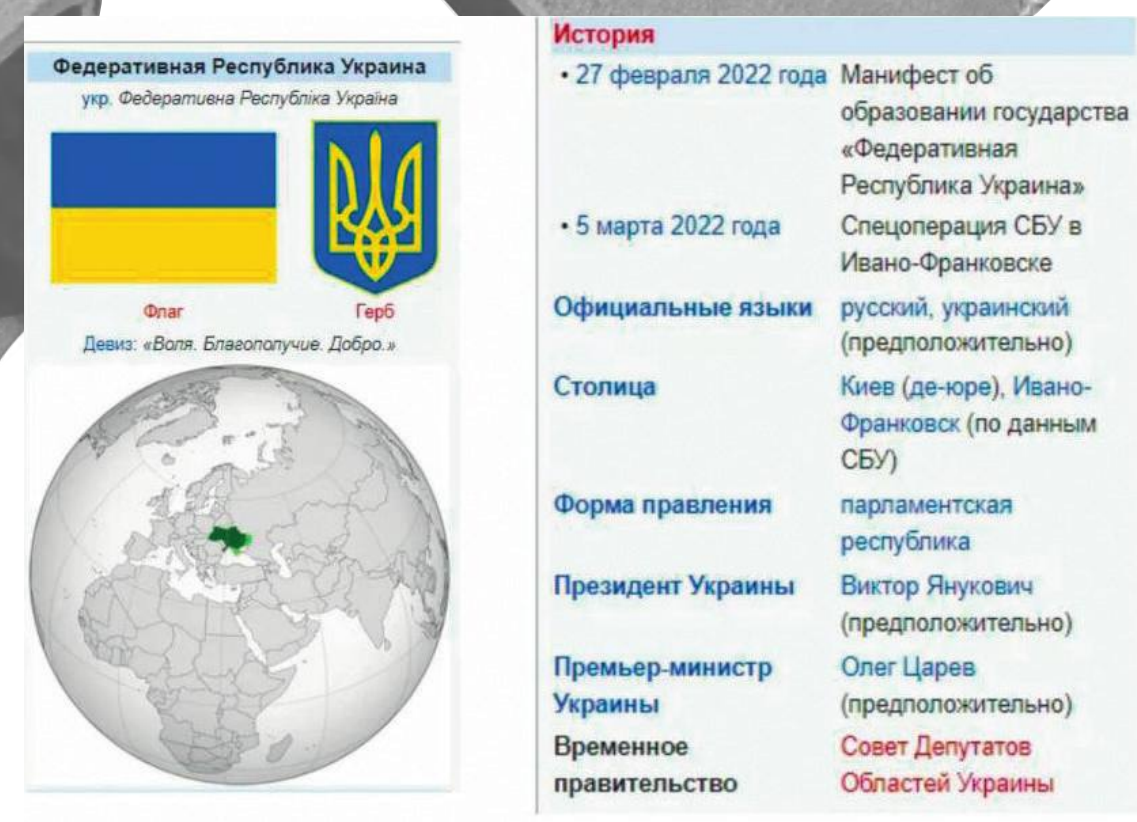 Федеративная Республика Украина
укр. Федеративна Республіка Україна
Флаг
Герб
Девиз: «Воля. Благополучие. Добро.»
История
• 27 февраля 2022 года Манифест об
образовании государства
«Федеративная
Республика Украина»
• 5 марта 2022 года Спецоперация СБУ в
Ивано-Франковске
Официальные языки русский, украинский
(предположительно)
Столица Киев (де-юре), Ивано-
Франковск (по данным
СБУ)
Форма правления парламентская
республика
Президент Украины Виктор Янукович
(предположительно)
Премьер-министр Олег Царев
Украины (предположительно)
Временное Совет Депутатов
правительство Областей Украины